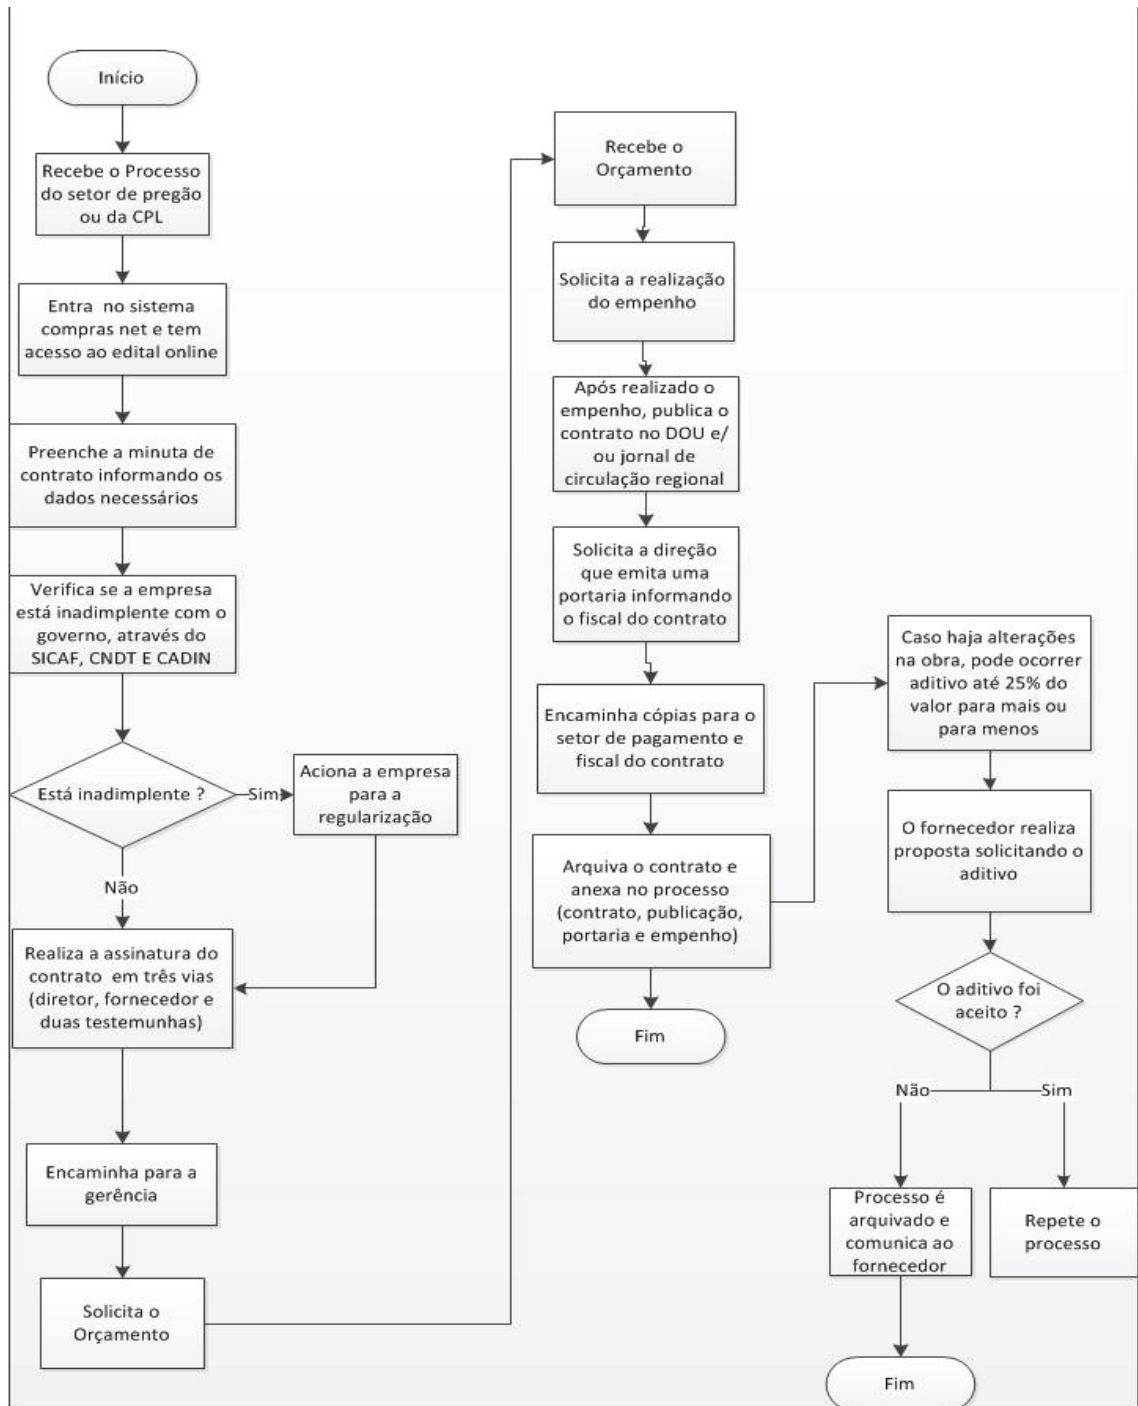 Início
Recebe o Processo
do setor de pregão
ou da CPL
Entra no sistema
compras net e tem
acesso ao edital online
Preenche a minuta de
contrato informando os
dados necessários
Verifica se a empresa
está inadimplente com o
governo, através do
SICAF, CNDT E CADIN
Está inadimplente ?
Sim
Aciona a empresa
para a
regularização
Não
Realiza a assinatura do
contrato em três vias
(diretor, fornecedor e
duas testemunhas)
Encaminha para a
gerência
Solicita o
Orçamento
Recebe o
Orçamento
Solicita a realização
do empenho
Após realizado o
empenho, publica o
contrato no DOU e/
ou jornal de
circulação regional
Solicita a direção
que emita uma
portaria informando
o fiscal do contrato
Encaminha cópias para o
setor de pagamento e
fiscal do contrato
Arquiva o contrato e
anexa no processo
(contrato, publicação,
portaria e empenho)
Fim
Caso haja alterações
na obra, pode ocorrer
aditivo até 25% do
valor para mais ou
para menos
O fornecedor realiza
proposta solicitando o
aditivo
O aditivo foi
aceito ?
Não
Sim
Processo é
arquivado e
comunica ao
fornecedor
Repete o
processo
Fim